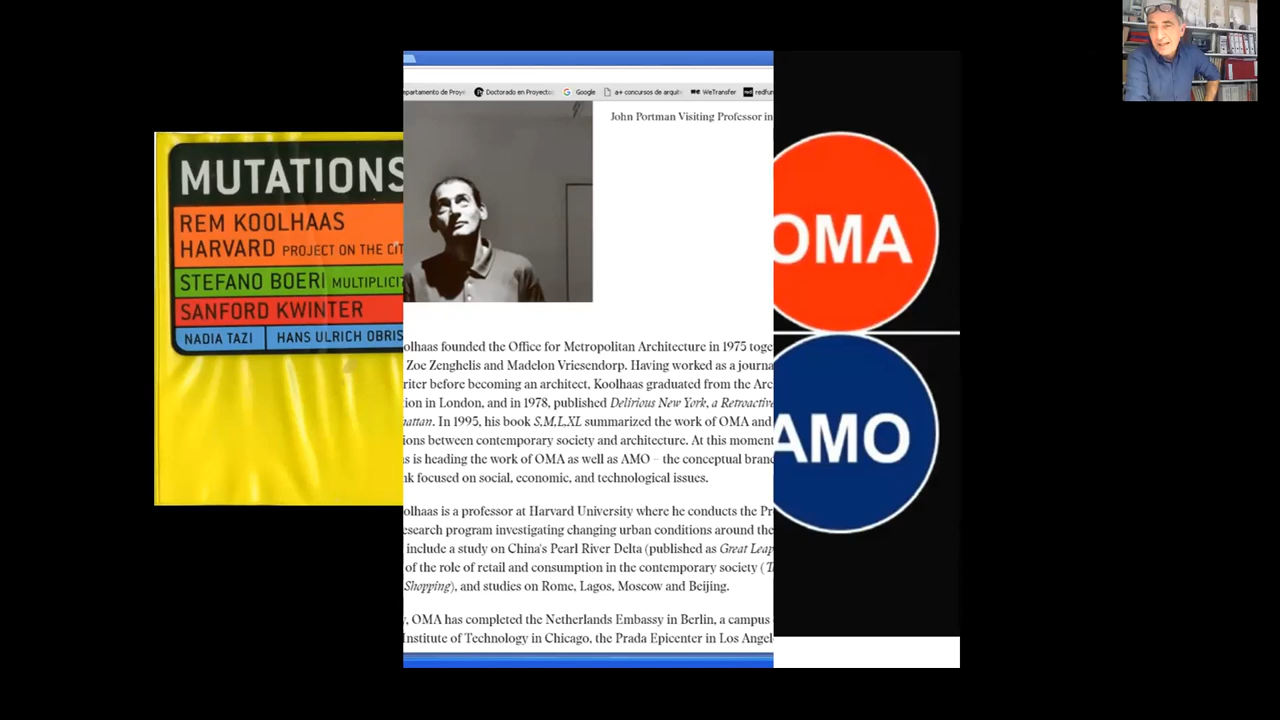 MUTATIONS
REM KOOLHAAS
HARVARD PROJECT ON THE CIT
STEFANO BOERI MULTIPLICIT
SANFORD KWINTER
NADIA TAZI HANS ULRICH OBRIS
epartamento de Proye Doctorado en Proyecto Google a+ concursos de arquit WeTransfer redfun
John Portman Visiting Professor in
olhaas founded the Office for Metropolitan Architecture in 1975 toge
Zoe Zenghelis and Madelon Vriesendorp. Having worked as a journa
riter before becoming an architect, Koolhaas graduated from the Arc
ion in London, and in 1978, published Delirious New York, a Retroactive
attan. In 1995, his book S,M,L,XL summarized the work of OMA and
ions between contemporary society and architecture. At this moment
s is heading the work of OMA as well as AMO – the conceptual branc
nk focused on social, economic, and technological issues.
olhaas is a professor at Harvard University where he conducts the Pr
esearch program investigating changing urban conditions around the
include a study on China's Pearl River Delta (published as Great Leap
of the role of retail and consumption in the contemporary society (T
Shopping), and studies on Rome, Lagos, Moscow and Beijing.
y, OMA has completed the Netherlands Embassy in Berlin, a campus
Institute of Technology in Chicago, the Prada Epicenter in Los Angel
OMA
AMO